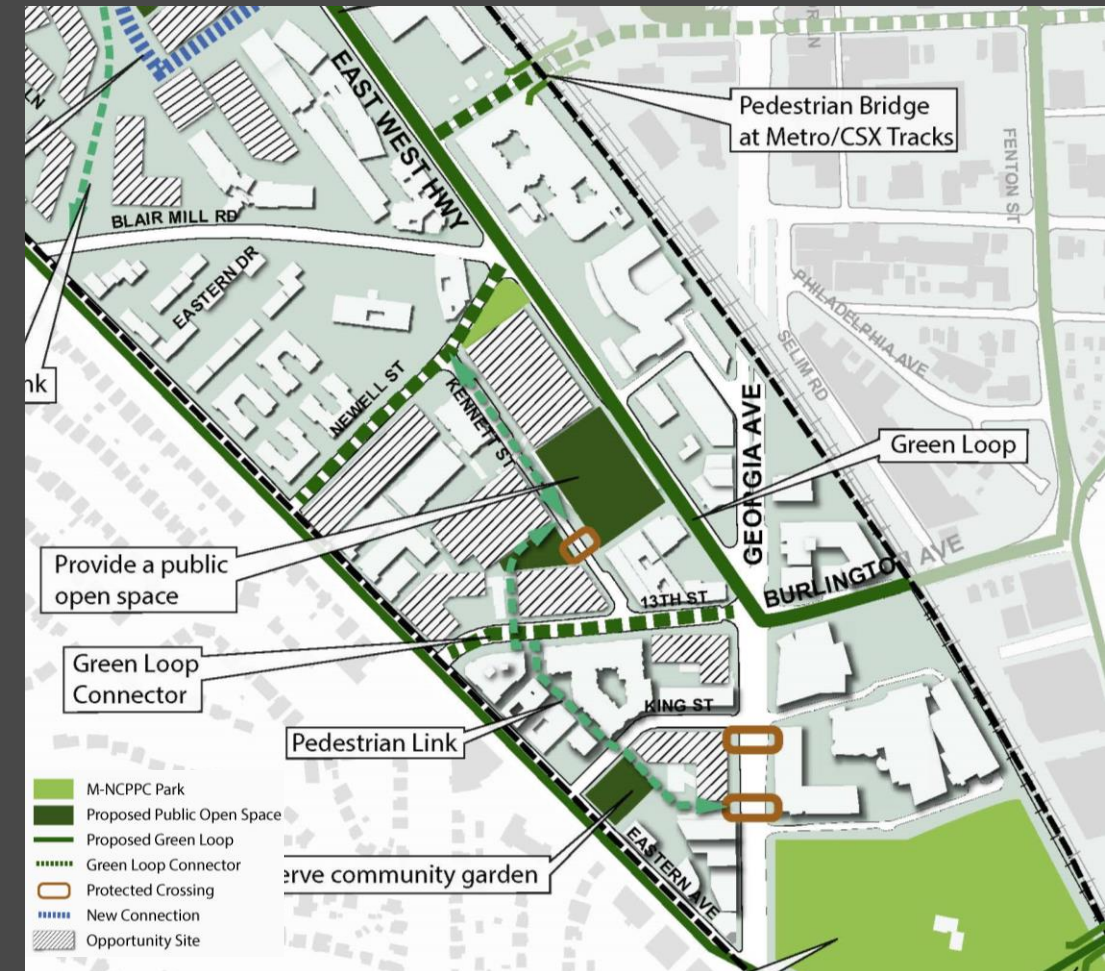 EAST WEST HWY
Pedestrian Bridge
at Metro/CSX Tracks
FENTON ST
LN
BLAIR MILL RD
EASTERN DR
PHILADELPHIA AVE
SELIM RD
nk
NEWELL ST
KENNETT ST
GEORGIA AVE
Green Loop
Provide a public
open space
BURLINGTO AVE
13TH ST
Green Loop
Connector
KING ST
Pedestrian Link
M-NCPPC Park
Proposed Public Open Space
Proposed Green Loop
Green Loop Connector
Protected Crossing
New Connection
Opportunity Site
erve community garden
EASTERN AVE